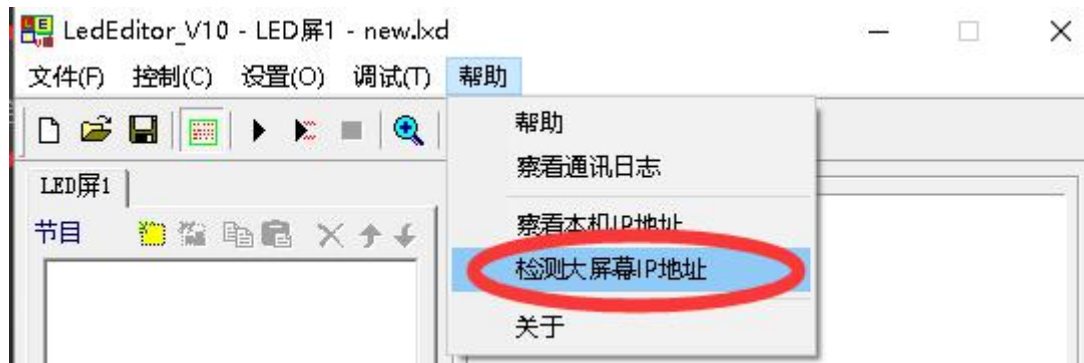 LedEditor_V10 - LED屏1 - new.lxd
文件(F) 控制(C) 设置(O) 调试(T) 帮助
帮助
察看通讯日志
LED屏1
察看本机IP地址
节目
检测大屏幕IP地址
关于